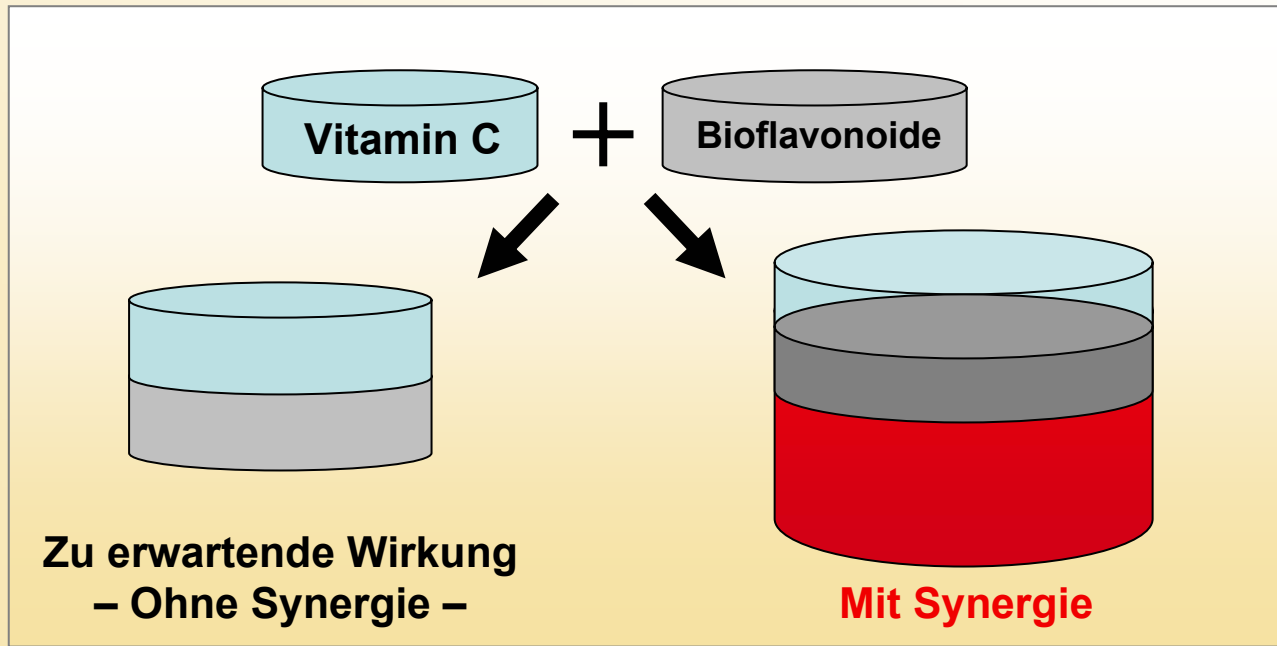 Vitamin C
+
Bioflavonoide
Zu erwartende Wirkung
– Ohne Synergie –
Mit Synergie